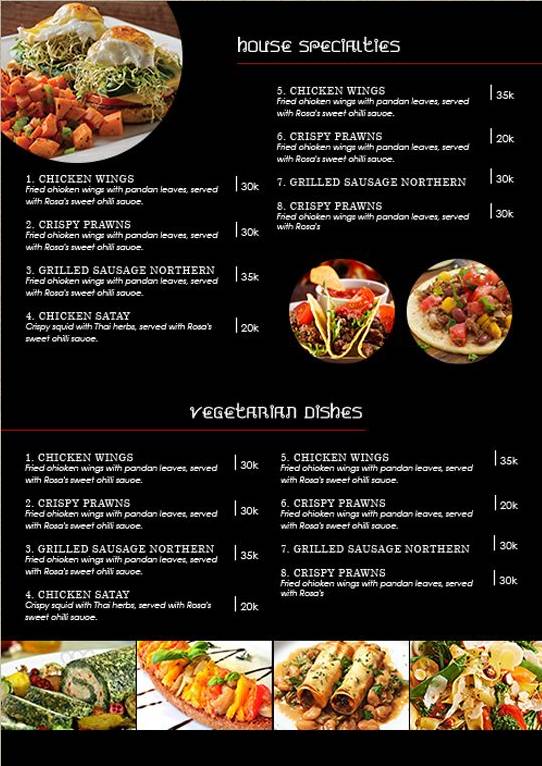 HOUSE SPECIALTIES
5. CHICKEN WINGS
Fried ohioken wings with pandan leaves, served
with Rosa's sweet ohilli sauoe.
35k
6. CRISPY PRAWNS
Fried ohioken wings with pandan leaves, served
with Rosa's sweet ohilli sauoe.
20k
7. GRILLED SAUSAGE NORTHERN
30k
8. CRISPY PRAWNS
Fried ohioken wings with pandan leaves, served
with Rosa's
30k
1. CHICKEN WINGS
Fried ohioken wings with pandan leaves, served
with Rosa's sweet ohilli sauoe.
30k
2. CRISPY PRAWNS
Fried ohioken wings with pandan leaves, served
with Rosa's sweet ohilli sauoe.
30k
3. GRILLED SAUSAGE NORTHERN
Fried ohioken wings with pandan leaves, served
with Rosa's sweet ohilli sauoe.
35k
4. CHICKEN SATAY
Crispy squid with Thai herbs, served with Rosa's
sweet ohilli sauoe.
20k
VEGETARIAN DISHES
1. CHICKEN WINGS
Fried ohioken wings with pandan leaves, served
with Rosa's sweet ohilli sauoe.
30k
2. CRISPY PRAWNS
Fried ohioken wings with pandan leaves, served
with Rosa's sweet ohilli sauoe.
30k
3. GRILLED SAUSAGE NORTHERN
Fried ohioken wings with pandan leaves, served
with Rosa's sweet ohilli sauoe.
35k
4. CHICKEN SATAY
Crispy squid with Thai herbs, served with Rosa's
sweet ohilli sauoe.
20k
5. CHICKEN WINGS
Fried ohioken wings with pandan leaves, served
with Rosa's sweet ohilli sauoe.
35k
6. CRISPY PRAWNS
Fried ohioken wings with pandan leaves, served
with Rosa's sweet ohilli sauoe.
20k
7. GRILLED SAUSAGE NORTHERN
30k
8. CRISPY PRAWNS
Fried ohioken wings with pandan leaves, served
with Rosa's
30k